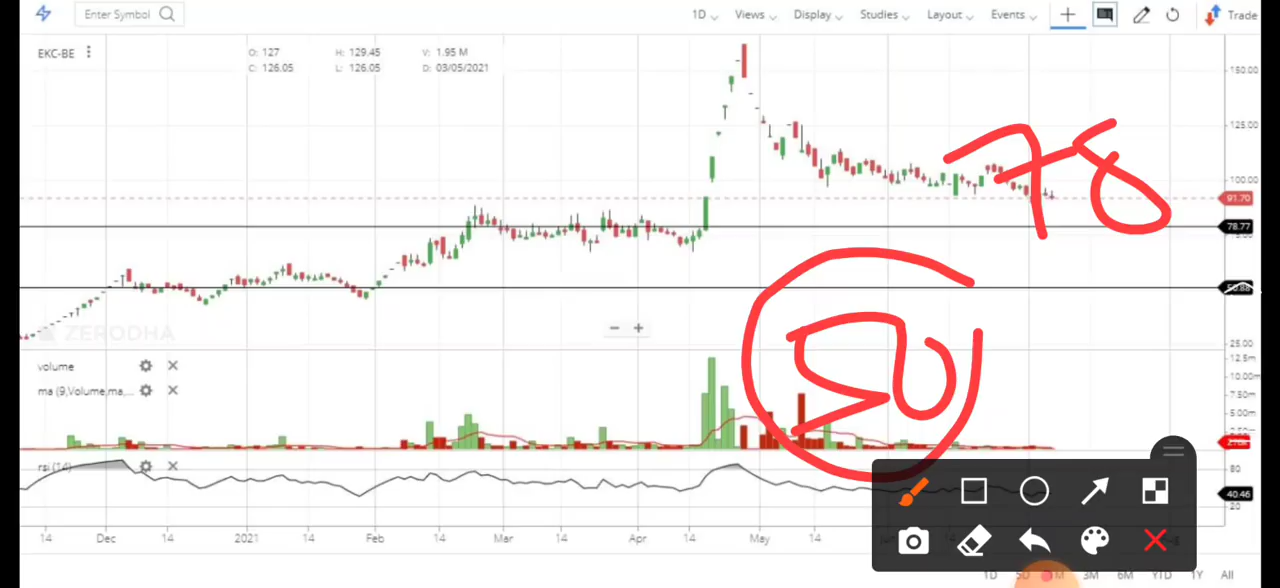 Enter Symbol 1D Views Display Studies Layout Events Trade
EKC-BE O: 127 H: 129.45 V: 1.95 M
C: 126.05 L: 126.05 D: 03/05/2021
150.00
125.00
78
100.00
91.70
78.77
ZERODHA
25.00
50
volume
12.5m
ma (9,Volume,ma,...
10.00m
7.50m
5.00m
rsi (14)
80
40.46
20
14 Dec 14 2021 14 Feb 14 Mar 14 Apr 14 May 14
1D 5D 3M 6M YTD 1Y All